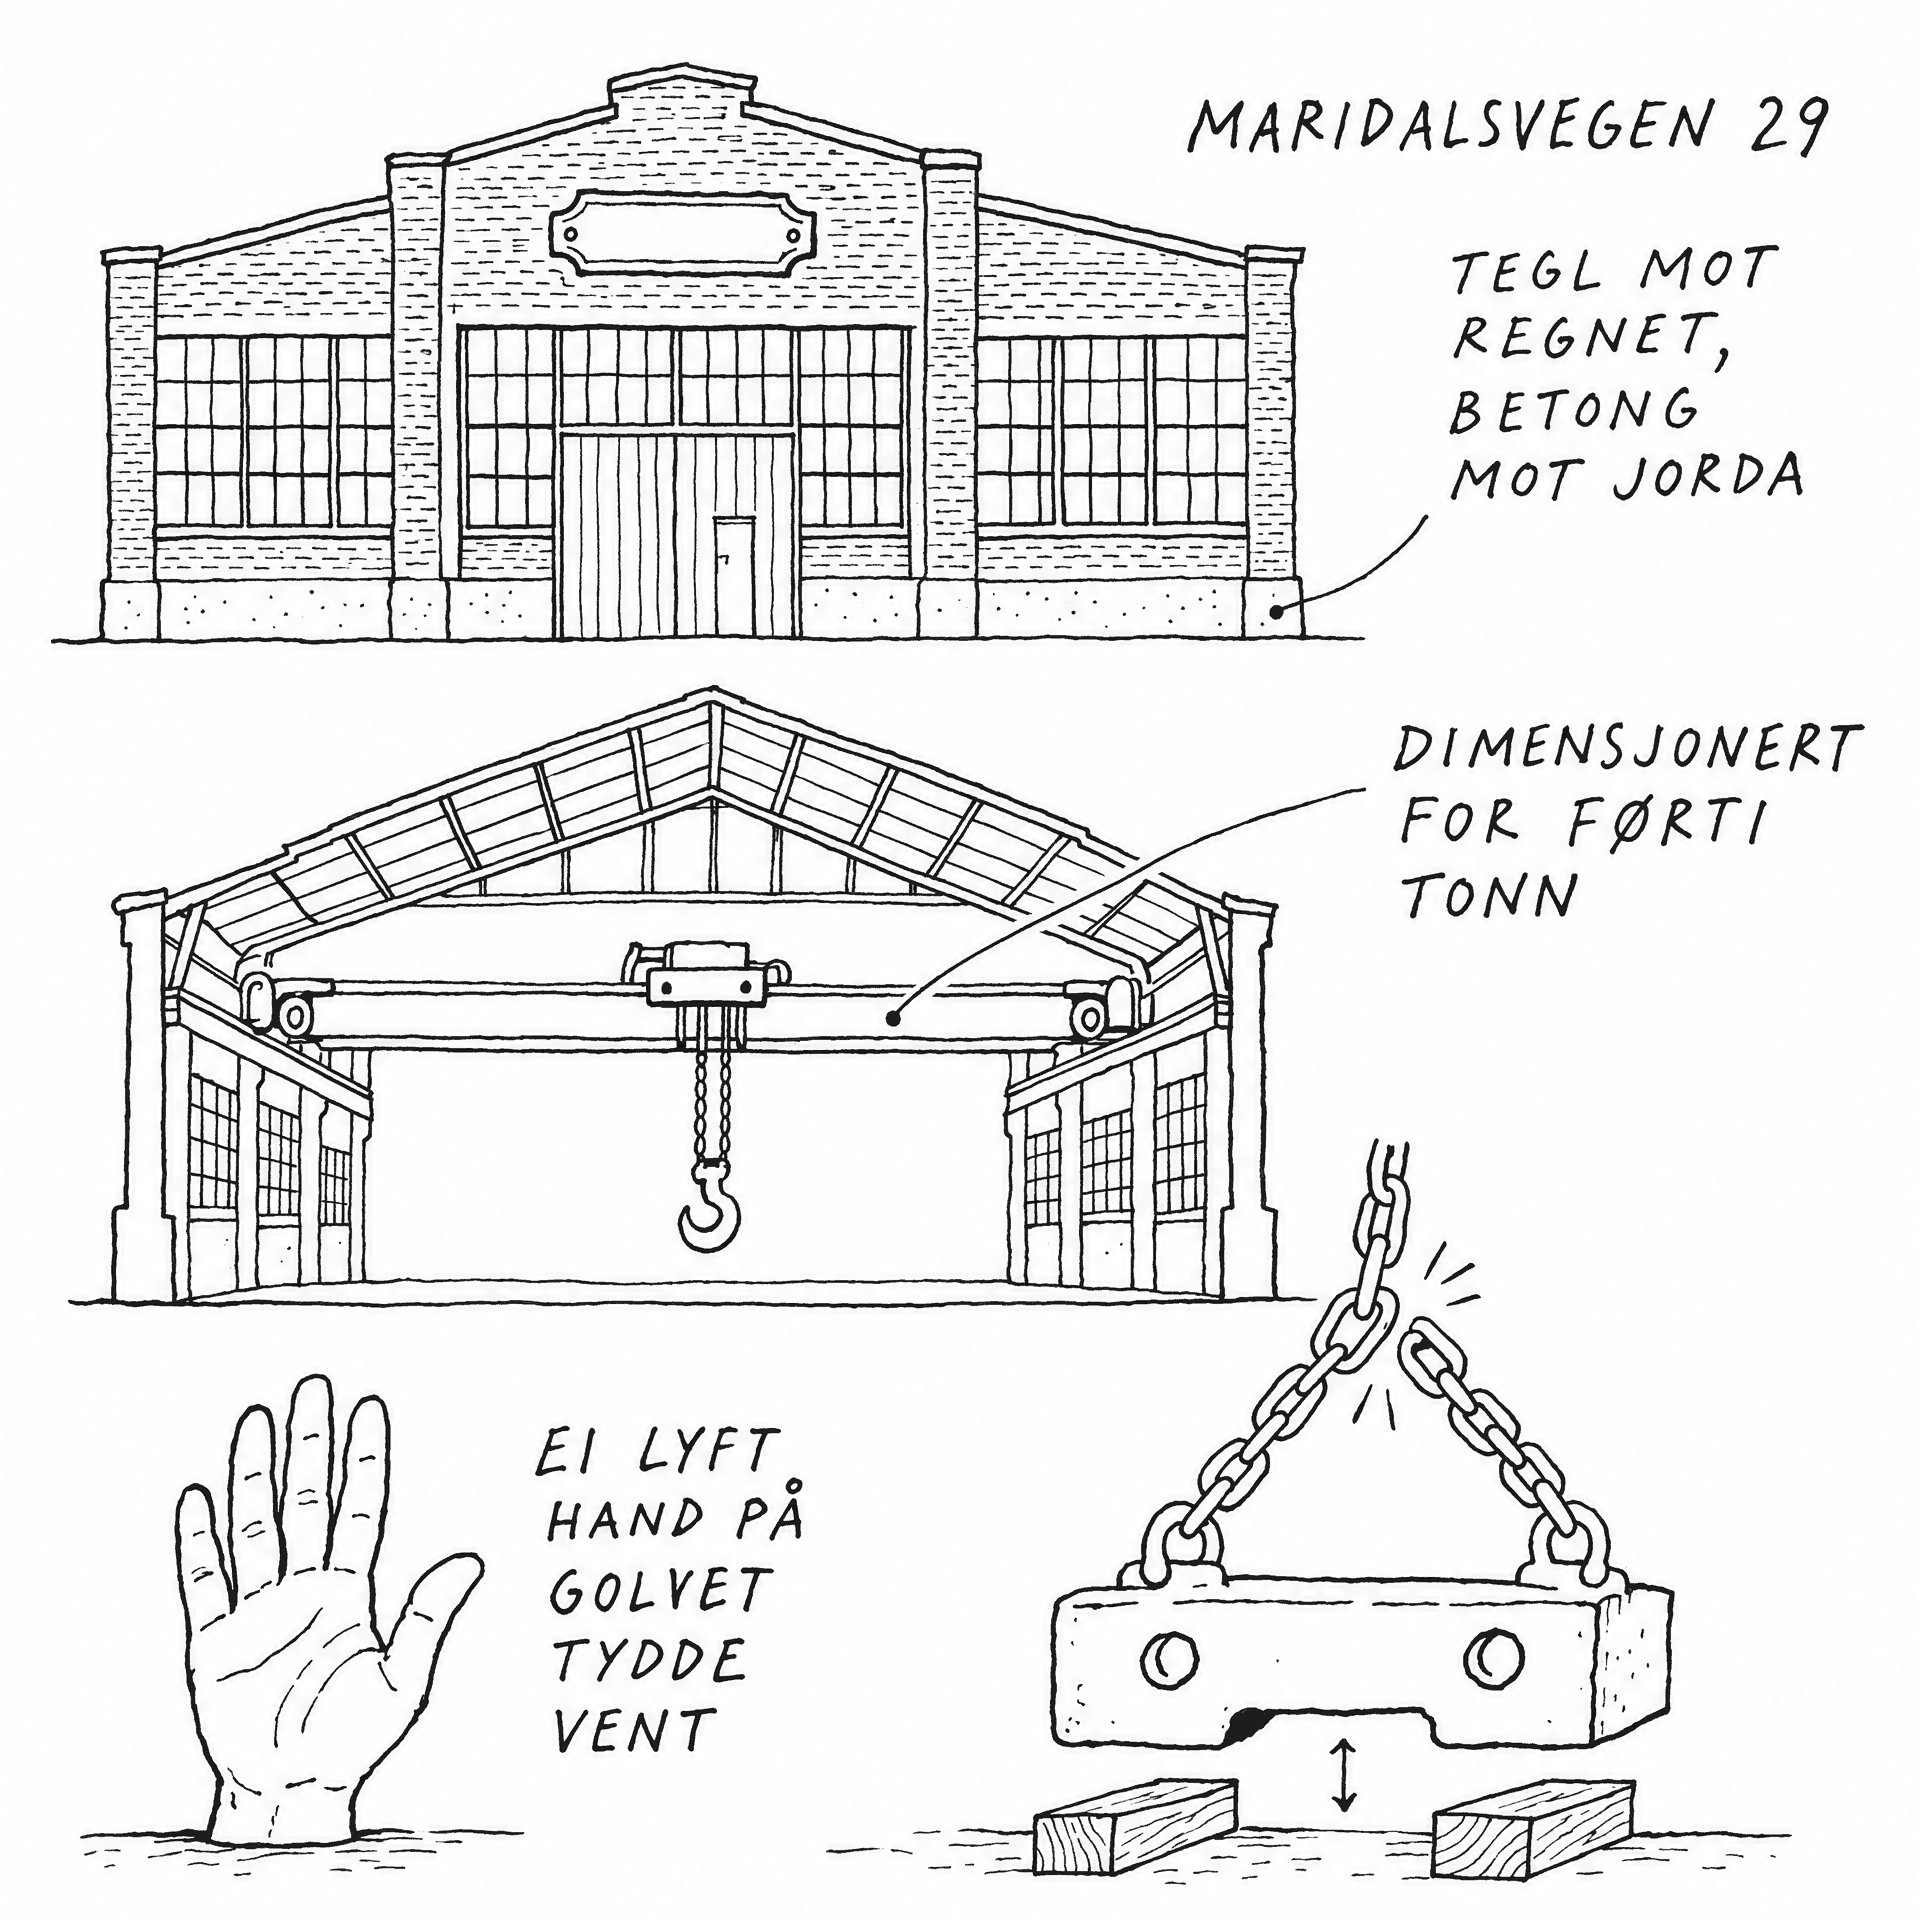 MARIDALSVEGEN 29
TEGL MOT
REGNET,
BETONG
MOT JORDA
DIMENSJONERT
FOR FØRTI
TONN
EI LYFT
HAND PÅ
GOLVET
TYDDE
VENT